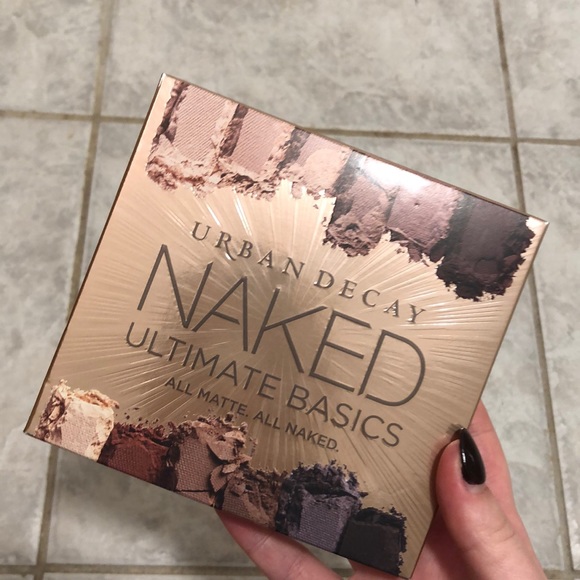 URBAN DECAY
NAKED
ULTIMATE BASICS
ALL MATTE. ALL NAKED.